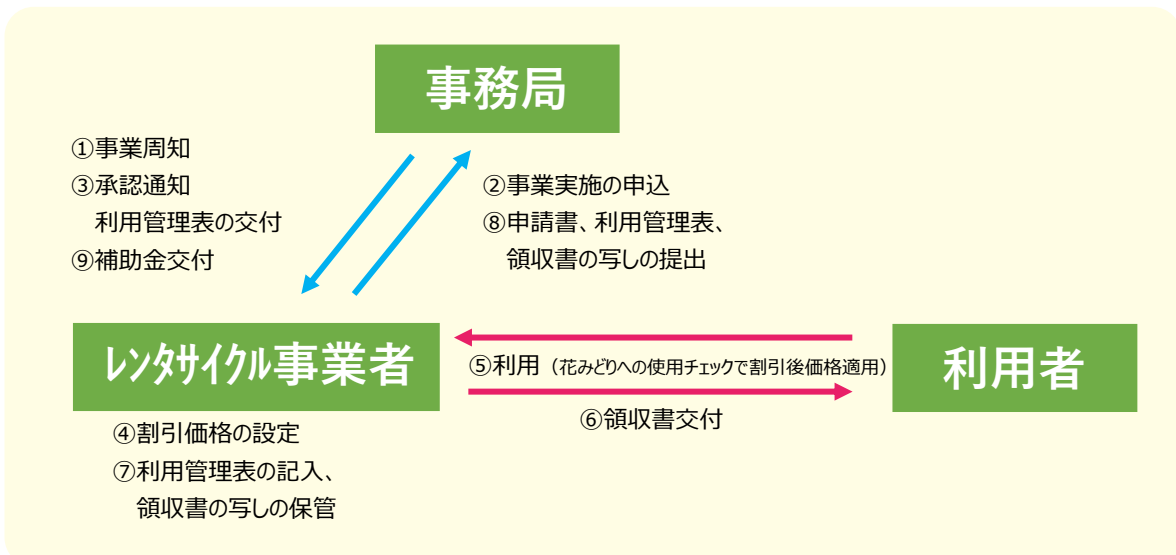 事務局
①事業周知
③承認通知
利用管理表の交付
⑨補助金交付
②事業実施の申込
⑧申請書、利用管理表、
領収書の写しの提出
ﾚﾝﾀｻｲｸﾙ事業者
⑤利用（花みどりへの使用チェックで割引後価格適用）
利用者
⑥領収書交付
④割引価格の設定
⑦利用管理表の記入、
領収書の写しの保管